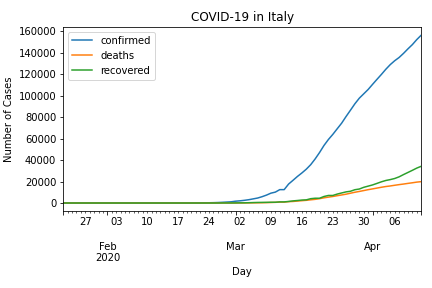 COVID-19 in Italy
160000
140000
120000
100000
80000
60000
40000
20000
0
Number of Cases
confirmed
deaths
recovered
27 03 10 17 24 02 09 16 23 30 06
Feb Mar Apr
2020
Day